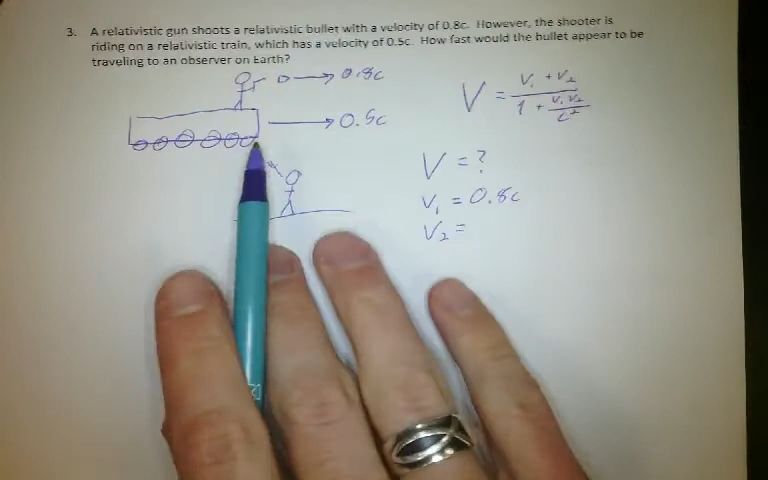 3. A relativistic gun shoots a relativistic bullet with a velocity of 0.8c. However, the shooter is
riding on a relativistic train, which has a velocity of 0.5c. How fast would the bullet appear to be
traveling to an observer on Earth?
0.8c
0.5c
V = V₁ + V₂ / 1 + V₁V₂/c²
V = ?
V₁ = 0.8c
V₂ =